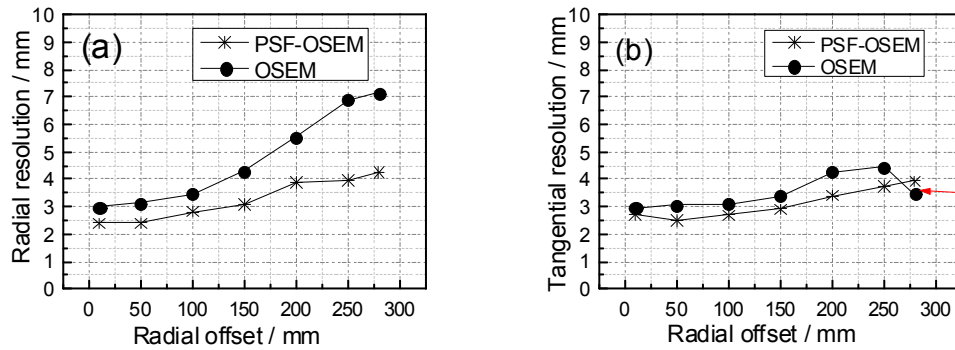 (a)
PSF-OSEM
OSEM
Radial resolution / mm
10
9
8
7
6
5
4
3
2
1
0
0 50 100 150 200 250 300
Radial offset / mm
(b)
PSF-OSEM
OSEM
Tangential resolution / mm
10
9
8
7
6
5
4
3
2
1
0
0 50 100 150 200 250 300
Radial offset / mm